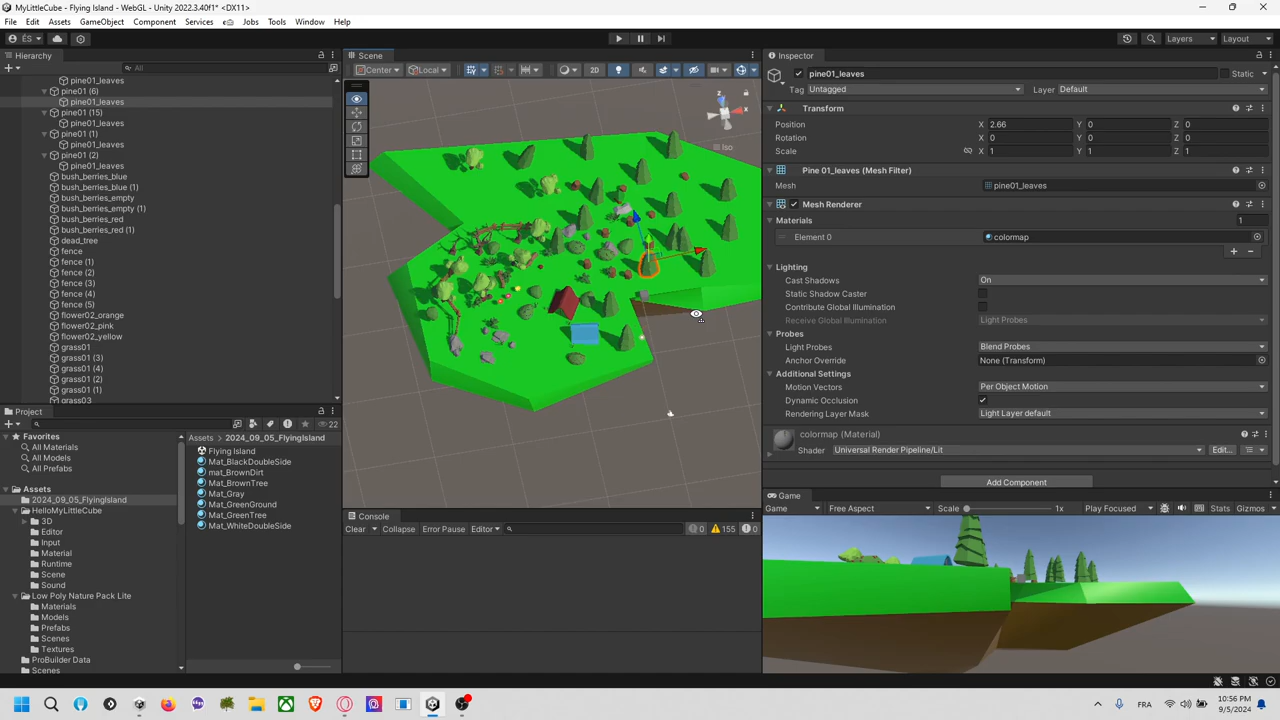 MyLittleCube - Flying Island - WebGL - Unity 2022.3.40f1* <DX11>
File Edit Assets GameObject Component Services Jobs Tools Window Help
ÉS Layers Layout
Hierarchy
All
pine01_leaves
pine01 (6)
pine01_leaves
pine01 (15)
pine01_leaves
pine01 (1)
pine01_leaves
pine01 (2)
pine01_leaves
bush_berries_blue
bush_berries_blue (1)
bush_berries_empty
bush_berries_empty (1)
bush_berries_red
bush_berries_red (1)
dead_tree
fence
fence (1)
fence (2)
fence (3)
fence (4)
fence (5)
flower02_orange
flower02_pink
flower02_yellow
grass01
grass01 (3)
grass01 (4)
grass01 (2)
grass01 (1)
grass03
Project
22
Favorites
All Materials
All Models
All Prefabs
Assets
2024_09_05_FlyingIsland
HelloMyLittleCube
3D
Editor
Input
Material
Runtime
Scene
Sound
Low Poly Nature Pack Lite
Materials
Models
Prefabs
Scenes
Textures
ProBuilder Data
Scenes
Assets 2024_09_05_FlyingIsland
Flying Island
Mat_BlackDoubleSide
mat_BrownDirt
Mat_BrownTree
Mat_Gray
Mat_GreenGround
Mat_GreenTree
Mat_WhiteDoubleSide
Scene
Center Local 2D
z
x
Iso
Console
Clear Collapse Error Pause Editor 0 155 0
Inspector
pine01_leaves Static
Tag Untagged Layer Default
Transform
Position X 2.66 Y 0 Z 0
Rotation X 0 Y 0 Z 0
Scale X 1 Y 1 Z 1
Pine 01_leaves (Mesh Filter)
Mesh pine01_leaves
Mesh Renderer
Materials 1
Element 0 colormap
Lighting
Cast Shadows On
Static Shadow Caster
Contribute Global Illumination
Receive Global Illumination Light Probes
Probes
Light Probes Blend Probes
Anchor Override None (Transform)
Additional Settings
Motion Vectors Per Object Motion
Dynamic Occlusion
Rendering Layer Mask Light Layer default
colormap (Material)
Shader Universal Render Pipeline/Lit Edit...
Add Component
Game
Game Free Aspect Scale 1x Play Focused Stats Gizmos
FRA 10:56 PM
9/5/2024